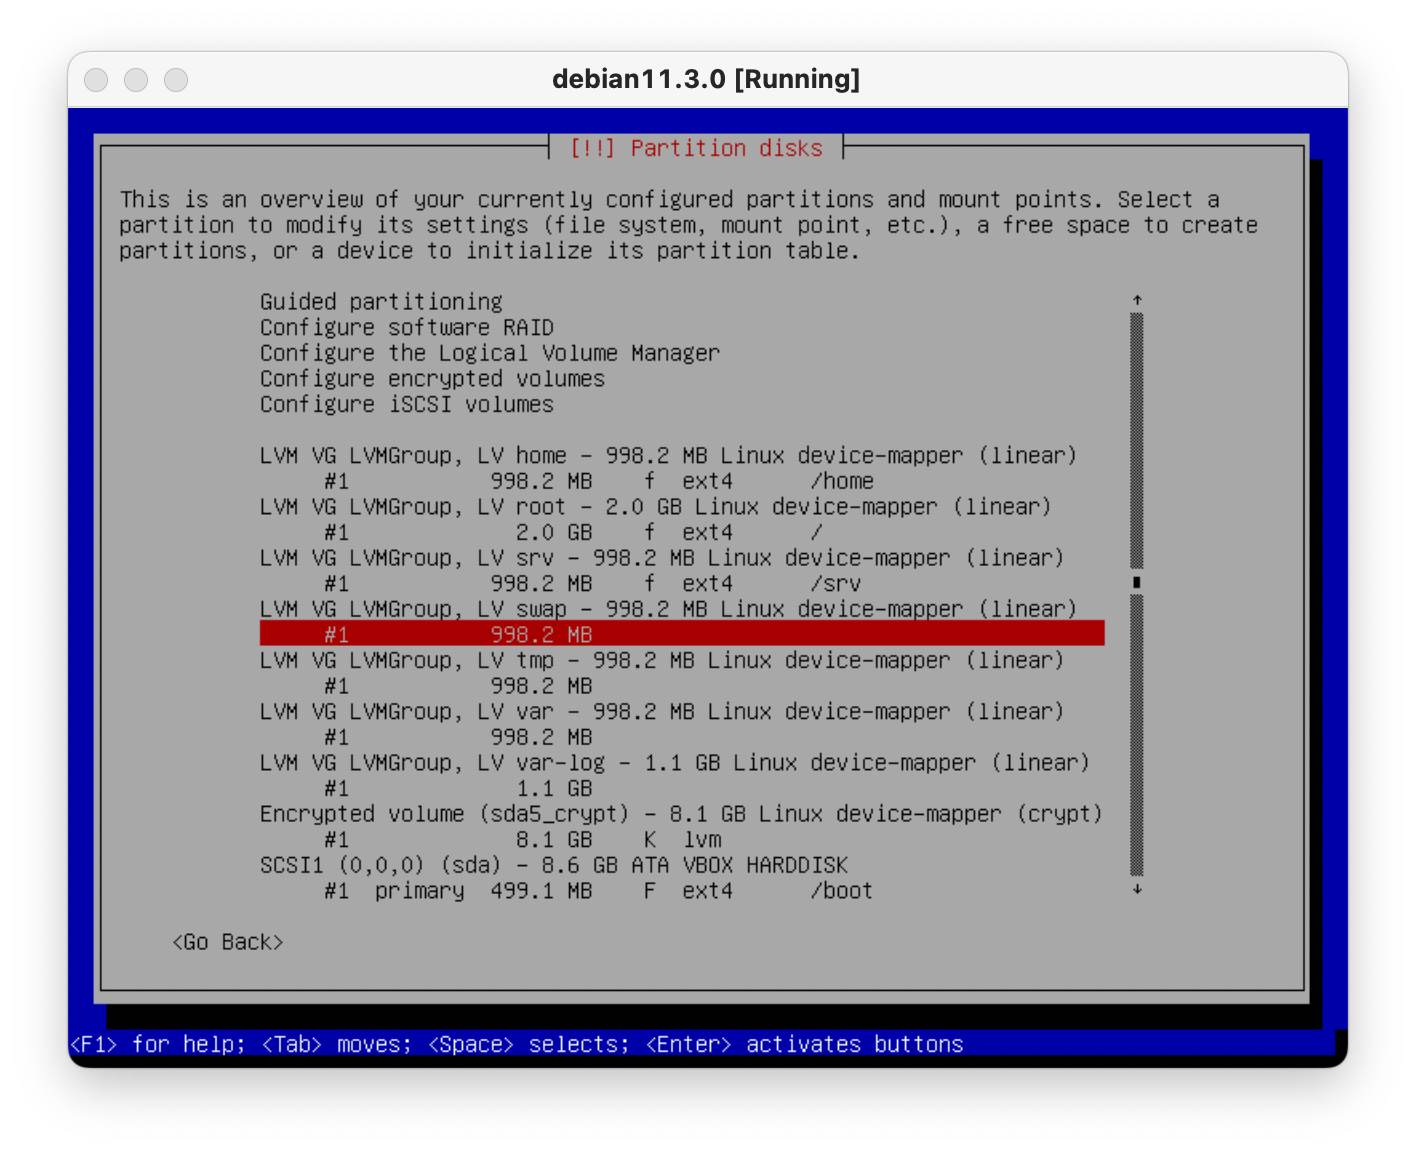 debian11.3.0 [Running]
[!!] Partition disks
This is an overview of your currently configured partitions and mount points. Select a
partition to modify its settings (file system, mount point, etc.), a free space to create
partitions, or a device to initialize its partition table.
Guided partitioning
Configure software RAID
Configure the Logical Volume Manager
Configure encrypted volumes
Configure iSCSI volumes
LVM VG LVMGroup, LV home - 998.2 MB Linux device-mapper (linear)
#1 998.2 MB f ext4 /home
LVM VG LVMGroup, LV root - 2.0 GB Linux device-mapper (linear)
#1 2.0 GB f ext4 /
LVM VG LVMGroup, LV srv - 998.2 MB Linux device-mapper (linear)
#1 998.2 MB f ext4 /srv
LVM VG LVMGroup, LV swap - 998.2 MB Linux device-mapper (linear)
#1 998.2 MB
LVM VG LVMGroup, LV tmp - 998.2 MB Linux device-mapper (linear)
#1 998.2 MB
LVM VG LVMGroup, LV var - 998.2 MB Linux device-mapper (linear)
#1 998.2 MB
LVM VG LVMGroup, LV var-log - 1.1 GB Linux device-mapper (linear)
#1 1.1 GB
Encrypted volume (sda5_crypt) - 8.1 GB Linux device-mapper (crypt)
#1 8.1 GB K lvm
SCSI1 (0,0,0) (sda) - 8.6 GB ATA VBOX HARDDISK
#1 primary 499.1 MB F ext4 /boot
<Go Back>
<F1> for help; <Tab> moves; <Space> selects; <Enter> activates buttons